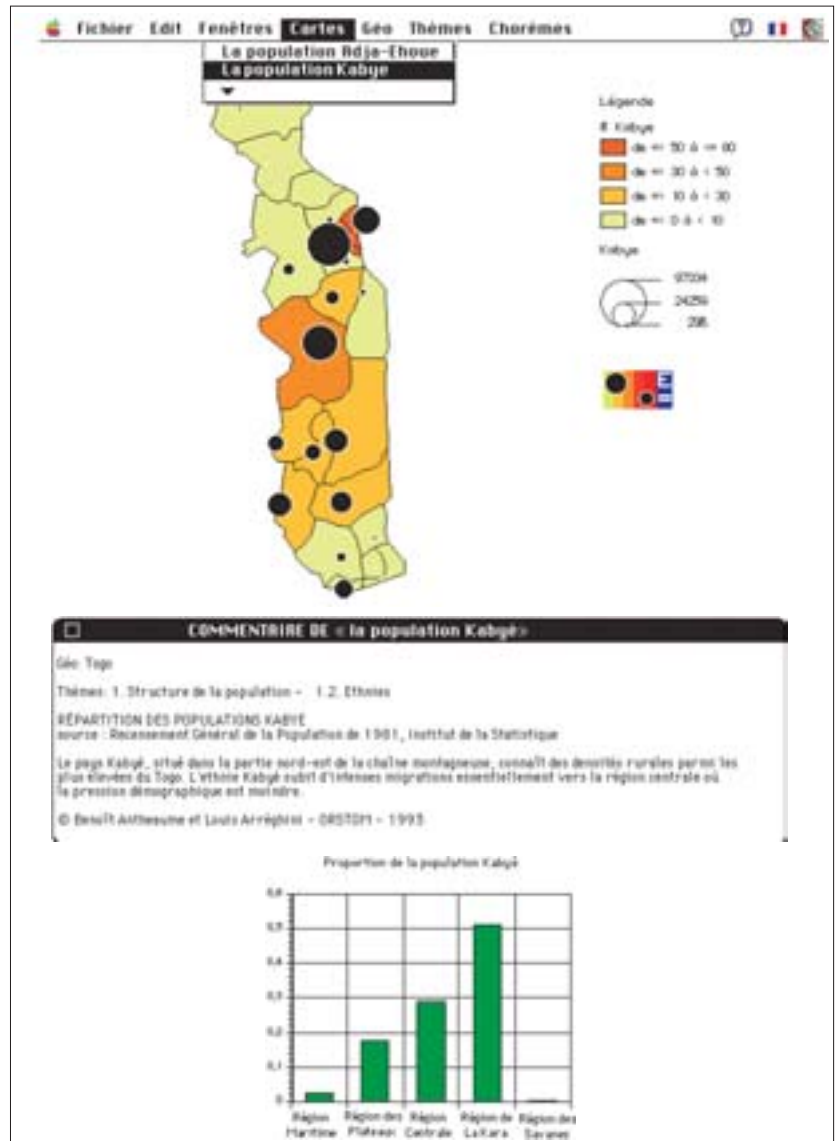 Fichier Edit Fenêtres Cartes Géo Thèmes Chorèmes
La population Adja-Ehoue
La population Kabye
Légende
# Kabye
de => 50 à => 80
de => 30 à < 50
de => 10 à < 30
de => 0 à < 10
Kabye
97034
24259
295
COMMENTAIRE DE « la population Kabyé»
Géo: Togo
Thèmes: 1. Structure de la population - 1.2. Ethnies
RÉPARTITION DES POPULATIONS KABYE
source : Recensement Général de la Population de 1981, Institut de la Statistique
Le pays Kabyé, situé dans la partie nord-est de la chaîne montagneuse, connaît des densités rurales parmi les
plus élevées du Togo. L'ethnie Kabyé subit d'intenses migrations essentiellement vers la région centrale où
la pression démographique est moindre.
© Benoît Antheaume et Louis Arréghini - ORSTOM - 1993
Proportion de la population Kabyè
0,6
0,5
0,3
0,2
0,1
0
Région Maritime
Région des Plateaux
Région Centrale
Région de La Kara
Région des Savanes